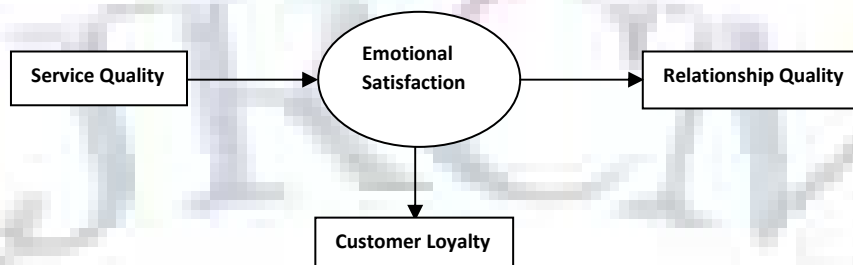 Emotional
Satisfaction
Service Quality
Relationship Quality
Customer Loyalty